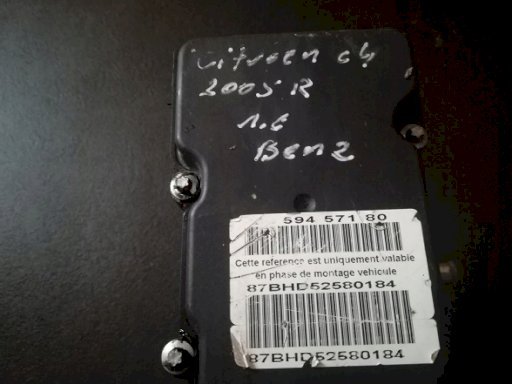 citroen c4
2005 R
1.6
Benz
594 571 80
Cette reference est uniquement valable
en phase de montage vehicule
87BHD52580184
87BHD52580184